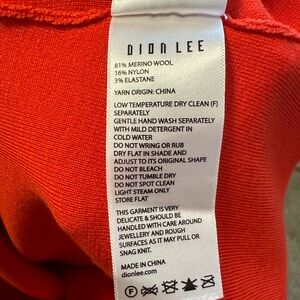 DION LEE
81% MERINO WOOL
16% NYLON
3% ELASTANE
YARN ORIGIN: CHINA
LOW TEMPERATURE DRY CLEAN (F)
SEPARATELY
GENTLE HAND WASH SEPARATELY
WITH MILD DETERGENT IN
COLD WATER
DO NOT WRING OR RUB
DRY FLAT IN SHADE AND
ADJUST TO ITS ORIGINAL SHAPE
DO NOT BLEACH
DO NOT TUMBLE DRY
DO NOT SPOT CLEAN
LIGHT STEAM ONLY
STORE FLAT
THIS GARMENT IS VERY
DELICATE & SHOULD BE
HANDLED WITH CARE AROUND
JEWELLERY AND ROUGH
SURFACES AS IT MAY PULL OR
SNAG KNIT.
MADE IN CHINA
dionlee.com
F